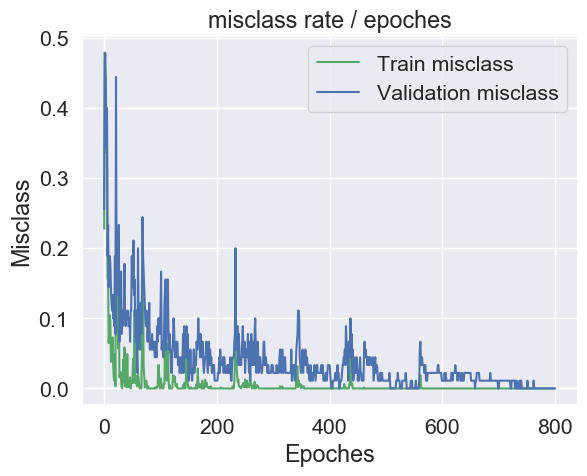 misclass rate / epoches
Train misclass
Validation misclass
Misclass
0.5
0.4
0.3
0.2
0.1
0.0
0 200 400 600 800
Epoches